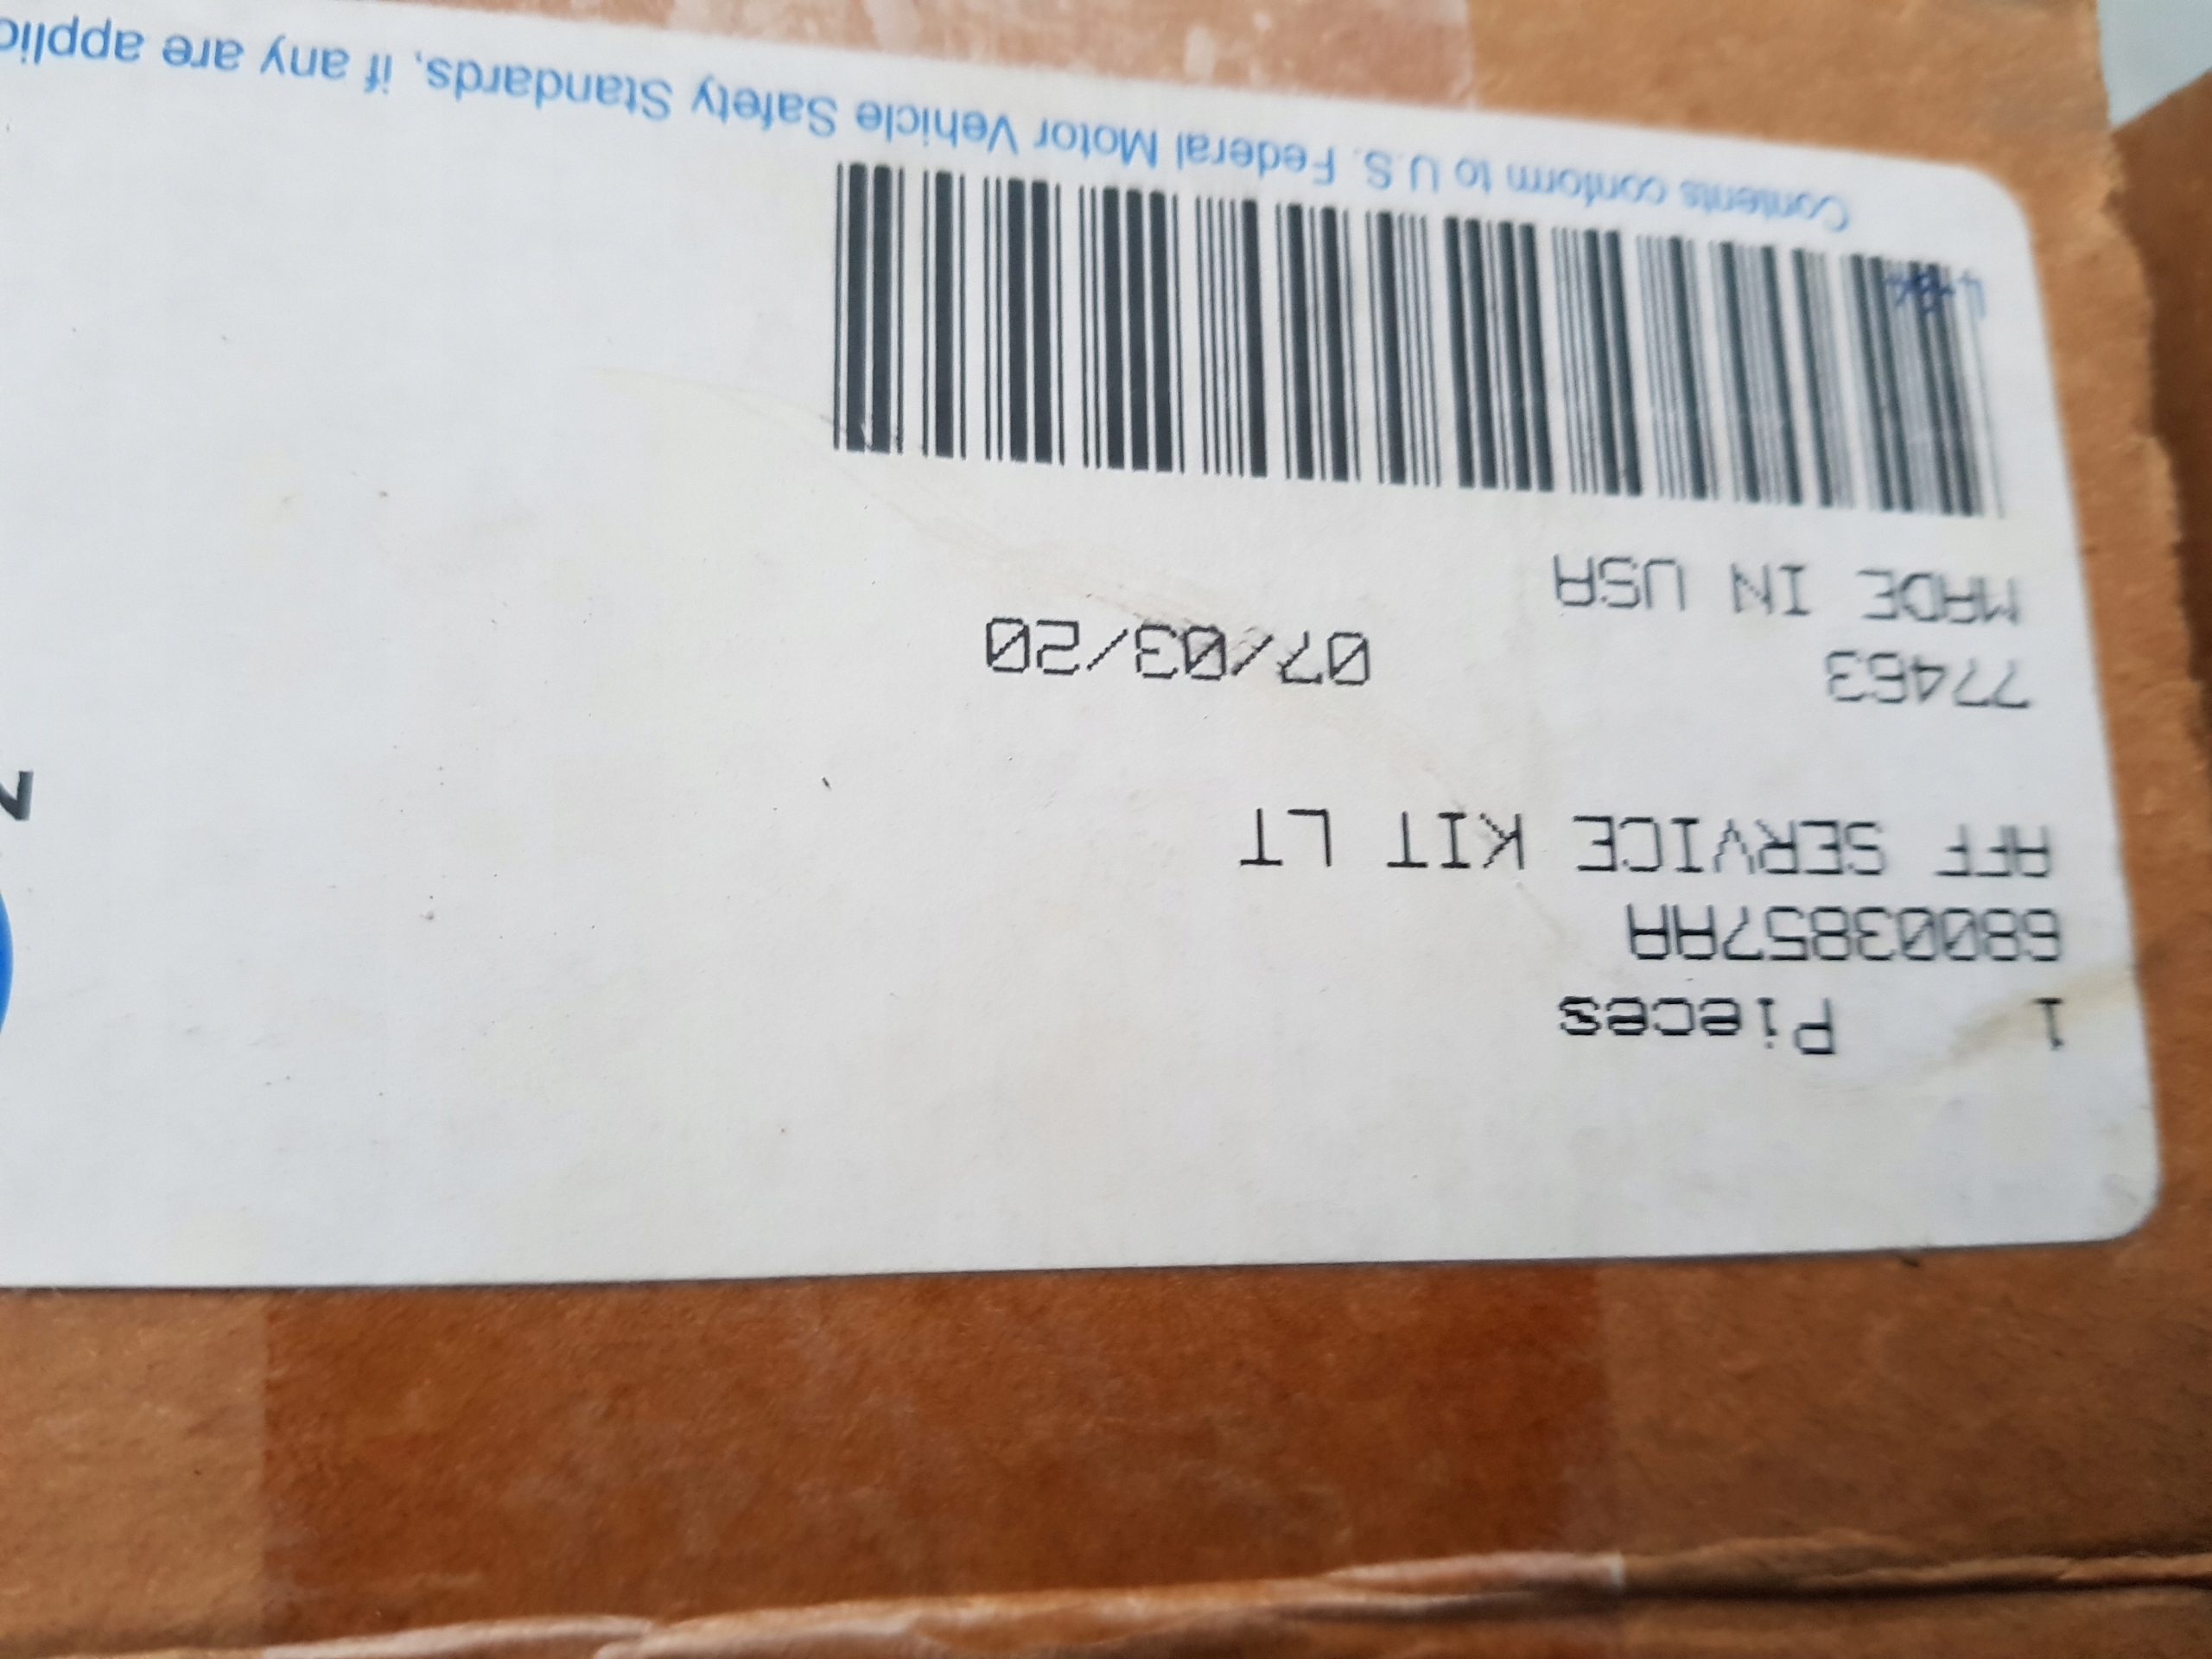 1 Pieces
68003857AA
AFF SERVICE KIT LT
77463 07/03/20
MADE IN USA
Contents conform to U.S. Federal Motor Vehicle Safety Standards, if any are applic